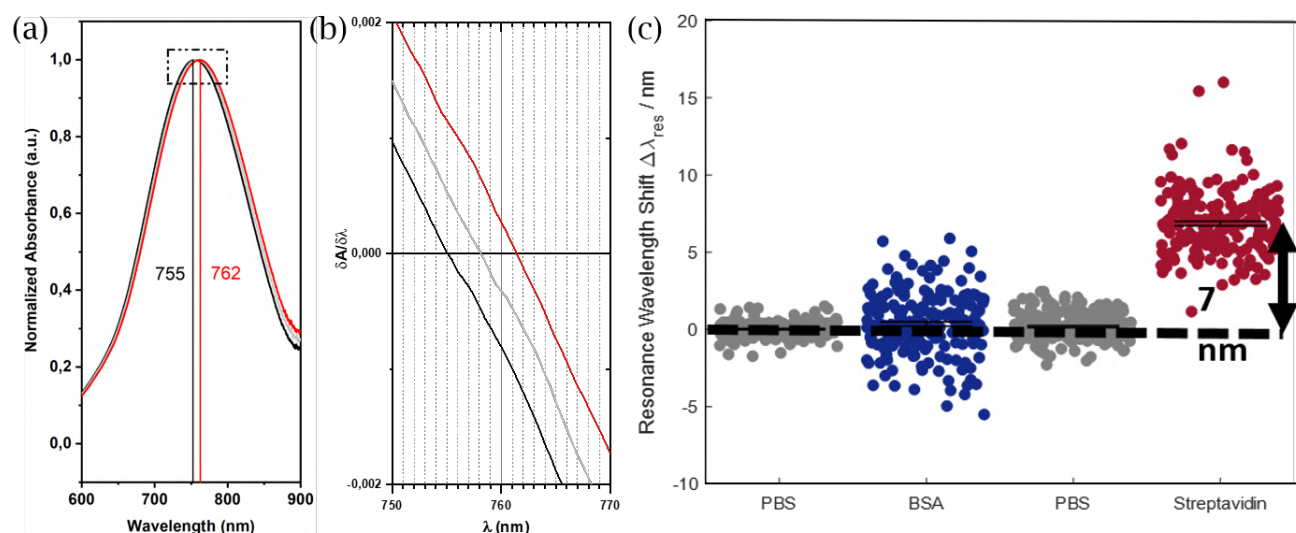 (a)
Normalized Absorbance (a.u.)
1,0
0,8
0,6
0,4
0,2
0,0
755
762
600
700
800
900
Wavelength (nm)
(b)
δA/δλ
0,002
0,000
-0,002
750
760
770
λ (nm)
(c)
Resonance Wavelength Shift Δλres / nm
20
15
10
5
0
-5
-10
7
nm
PBS
BSA
PBS
Streptavidin